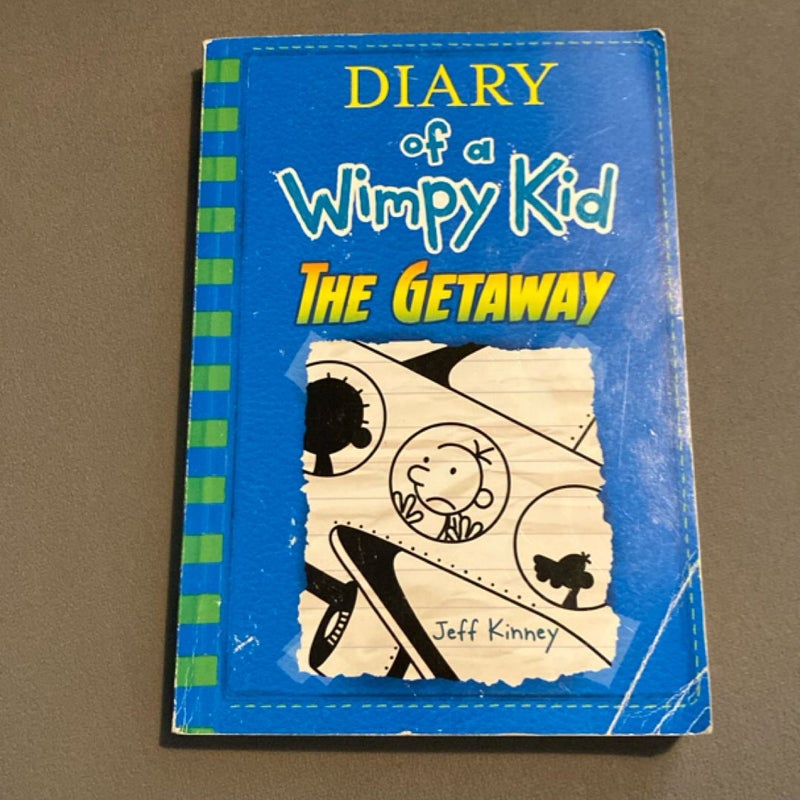 DIARY
of a
Wimpy Kid
THE GETAWAY
Jeff Kinney